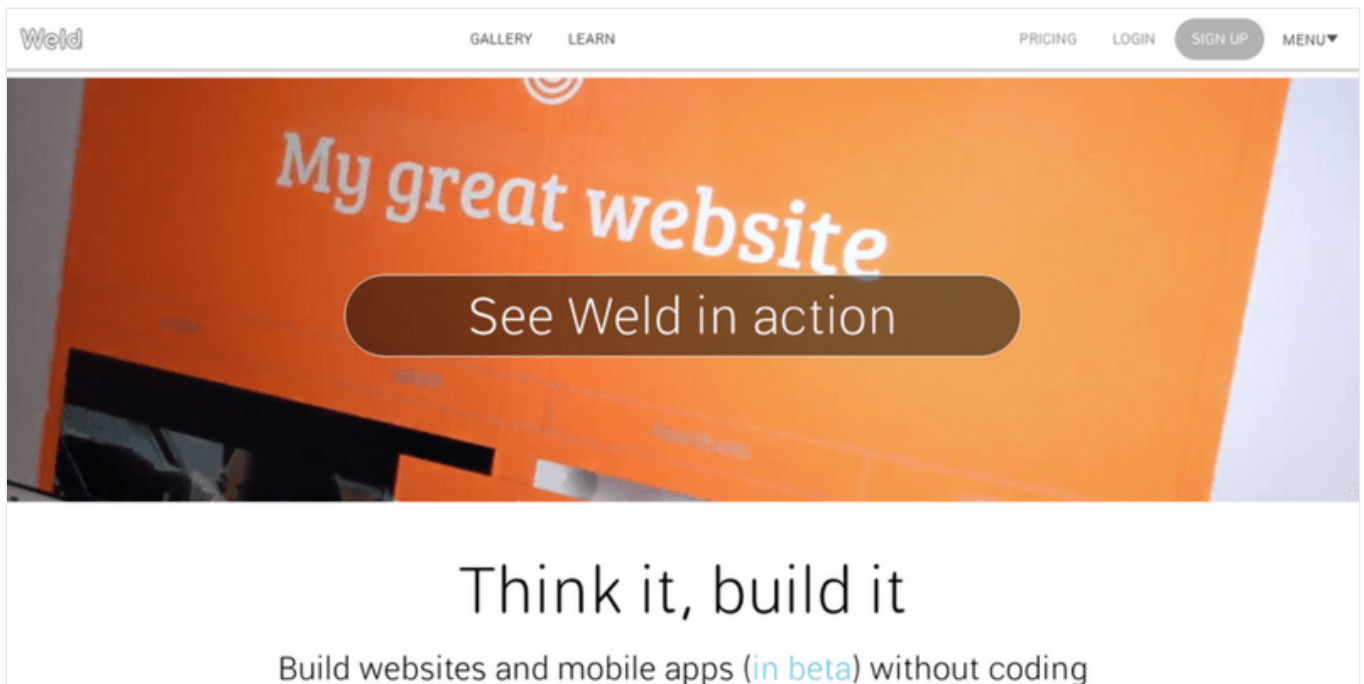 Weld
GALLERY LEARN PRICING LOGIN SIGN UP MENU▼
My great website
See Weld in action
Think it, build it
Build websites and mobile apps (in beta) without coding